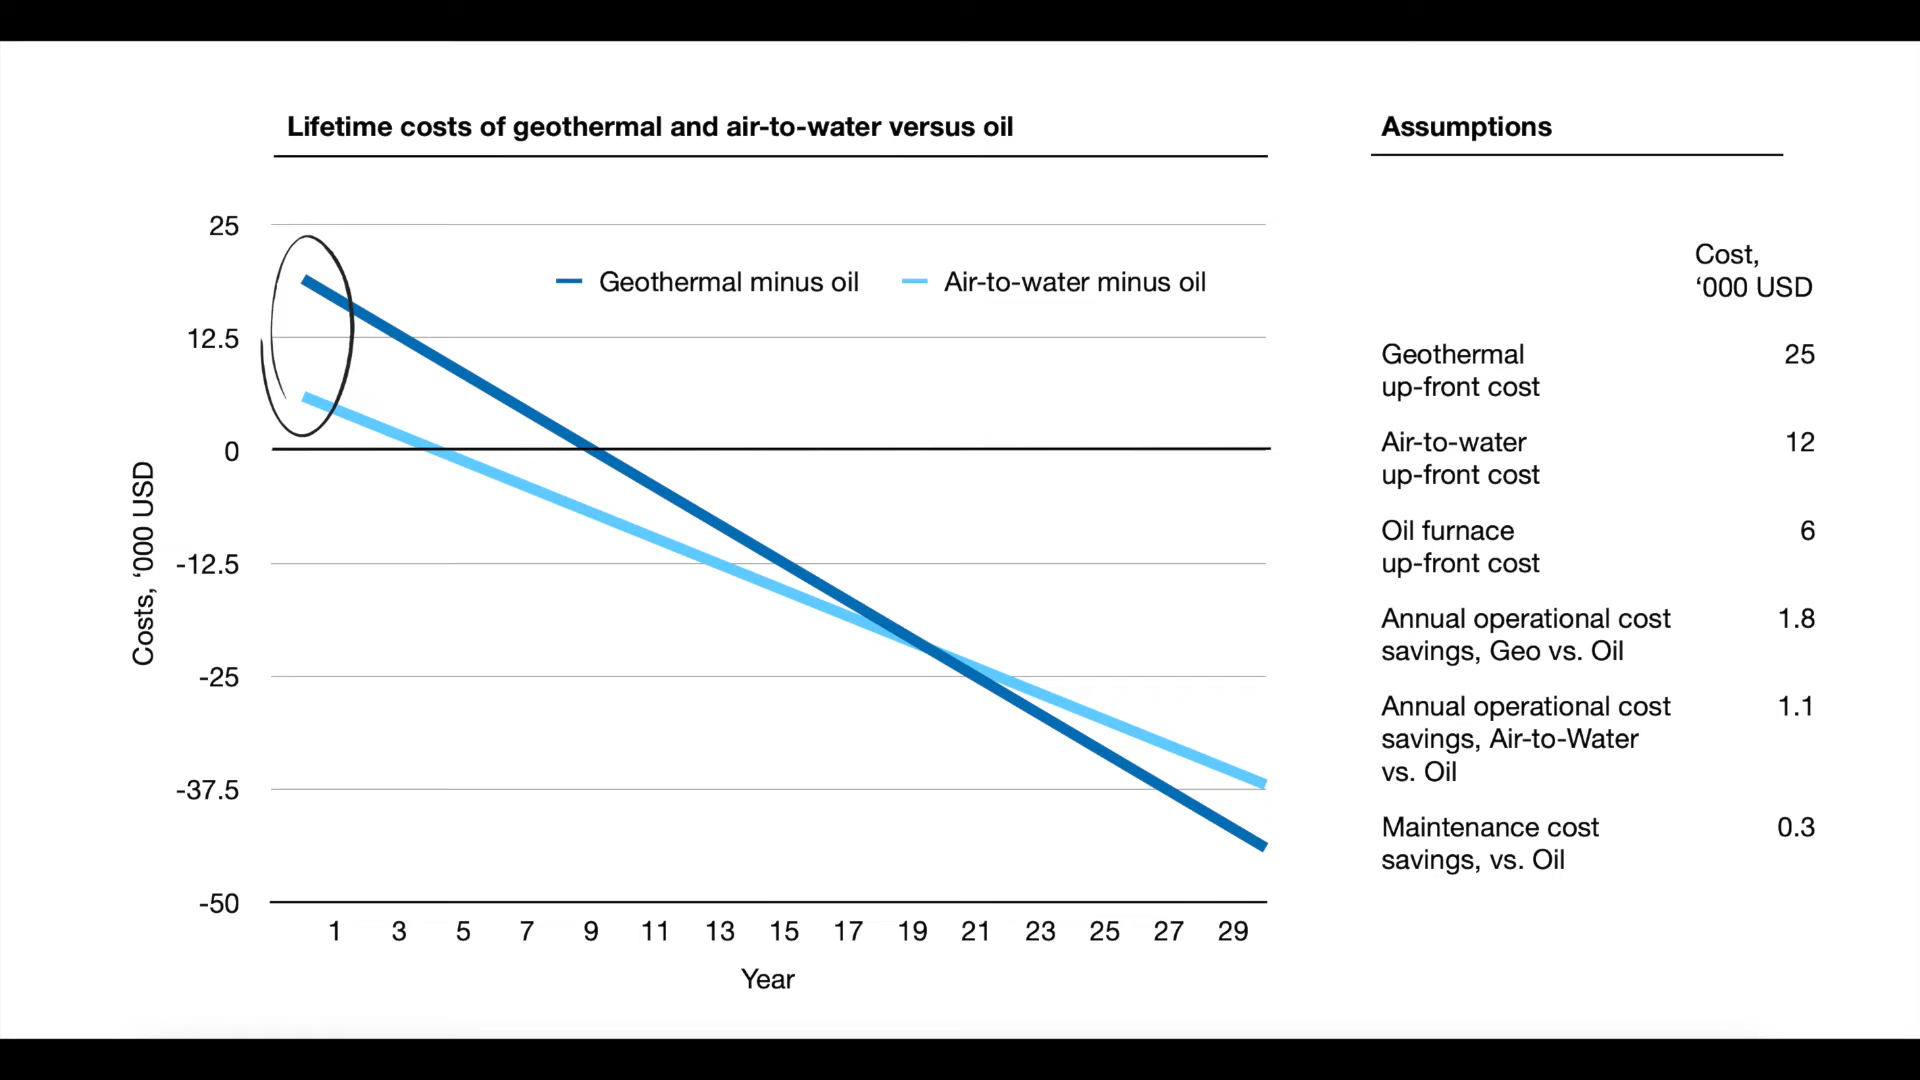 Lifetime costs of geothermal and air-to-water versus oil
Assumptions
25
12.5
0
-12.5
-25
-37.5
-50
Costs, ‘000 USD
Geothermal minus oil
Air-to-water minus oil
1 3 5 7 9 11 13 15 17 19 21 23 25 27 29
Year
Cost,
‘000 USD
Geothermal 25
up-front cost
Air-to-water 12
up-front cost
Oil furnace 6
up-front cost
Annual operational cost 1.8
savings, Geo vs. Oil
Annual operational cost 1.1
savings, Air-to-Water
vs. Oil
Maintenance cost 0.3
savings, vs. Oil